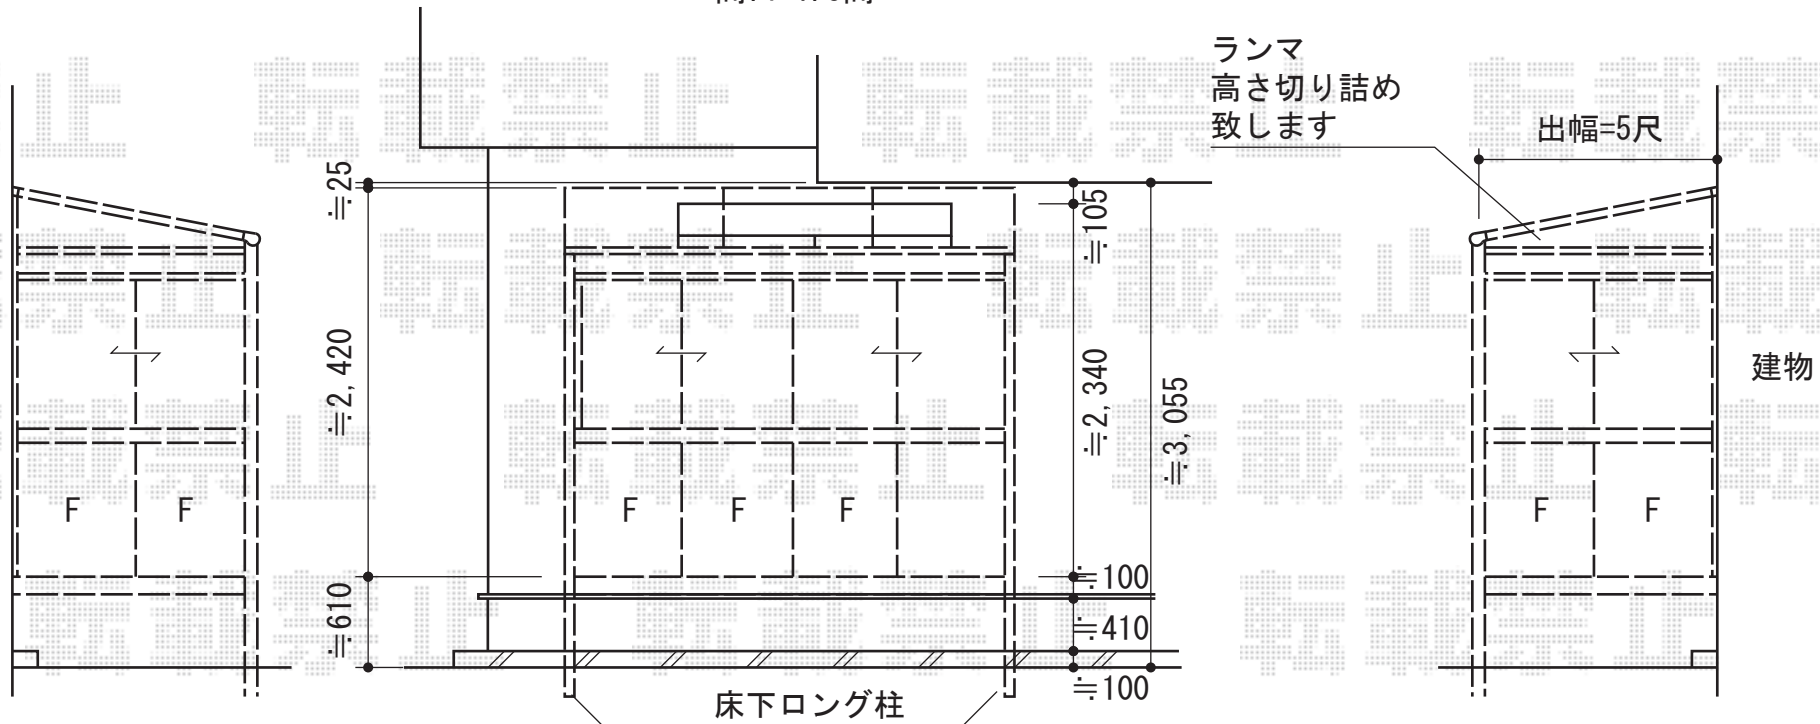 ランマ
高さ切り詰め
致します
出幅=5尺
≒25
≒105
≒2,420
≒2,340
≒3,055
建物
F F
F F F
F F
≒610
≒100
≒410
≒100
床下ロング柱
転載禁止